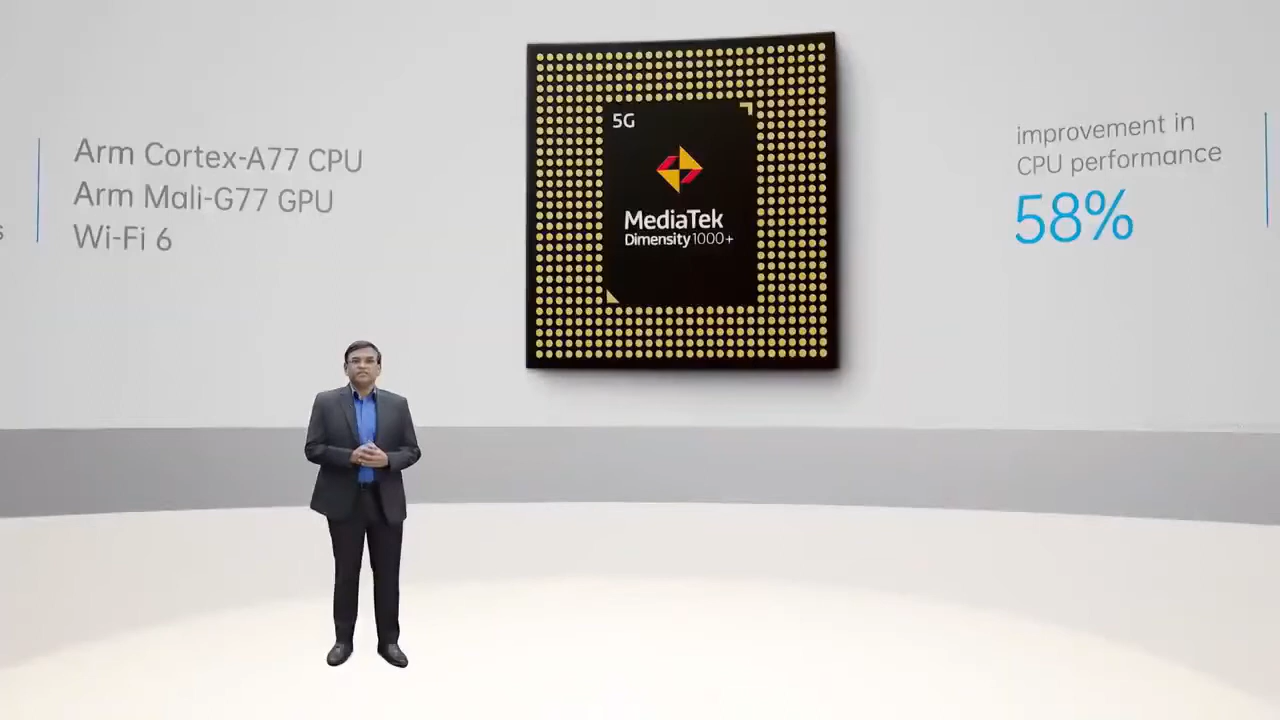 Arm Cortex-A77 CPU
Arm Mali-G77 GPU
Wi-Fi 6
5G
MediaTek
Dimensity 1000+
improvement in
CPU performance
58%